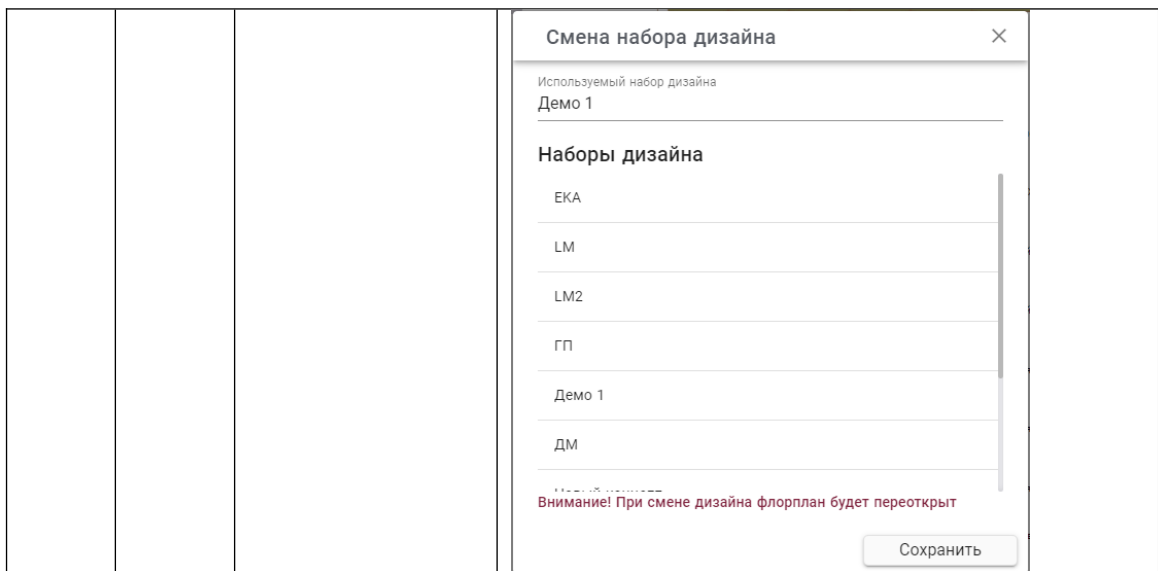 Смена набора дизайна
Используемый набор дизайна
Демо 1
Наборы дизайна
ЕКА
LM
LM2
ГП
Демо 1
ДМ
Внимание! При смене дизайна флорплан будет переоткрыт
Сохранить